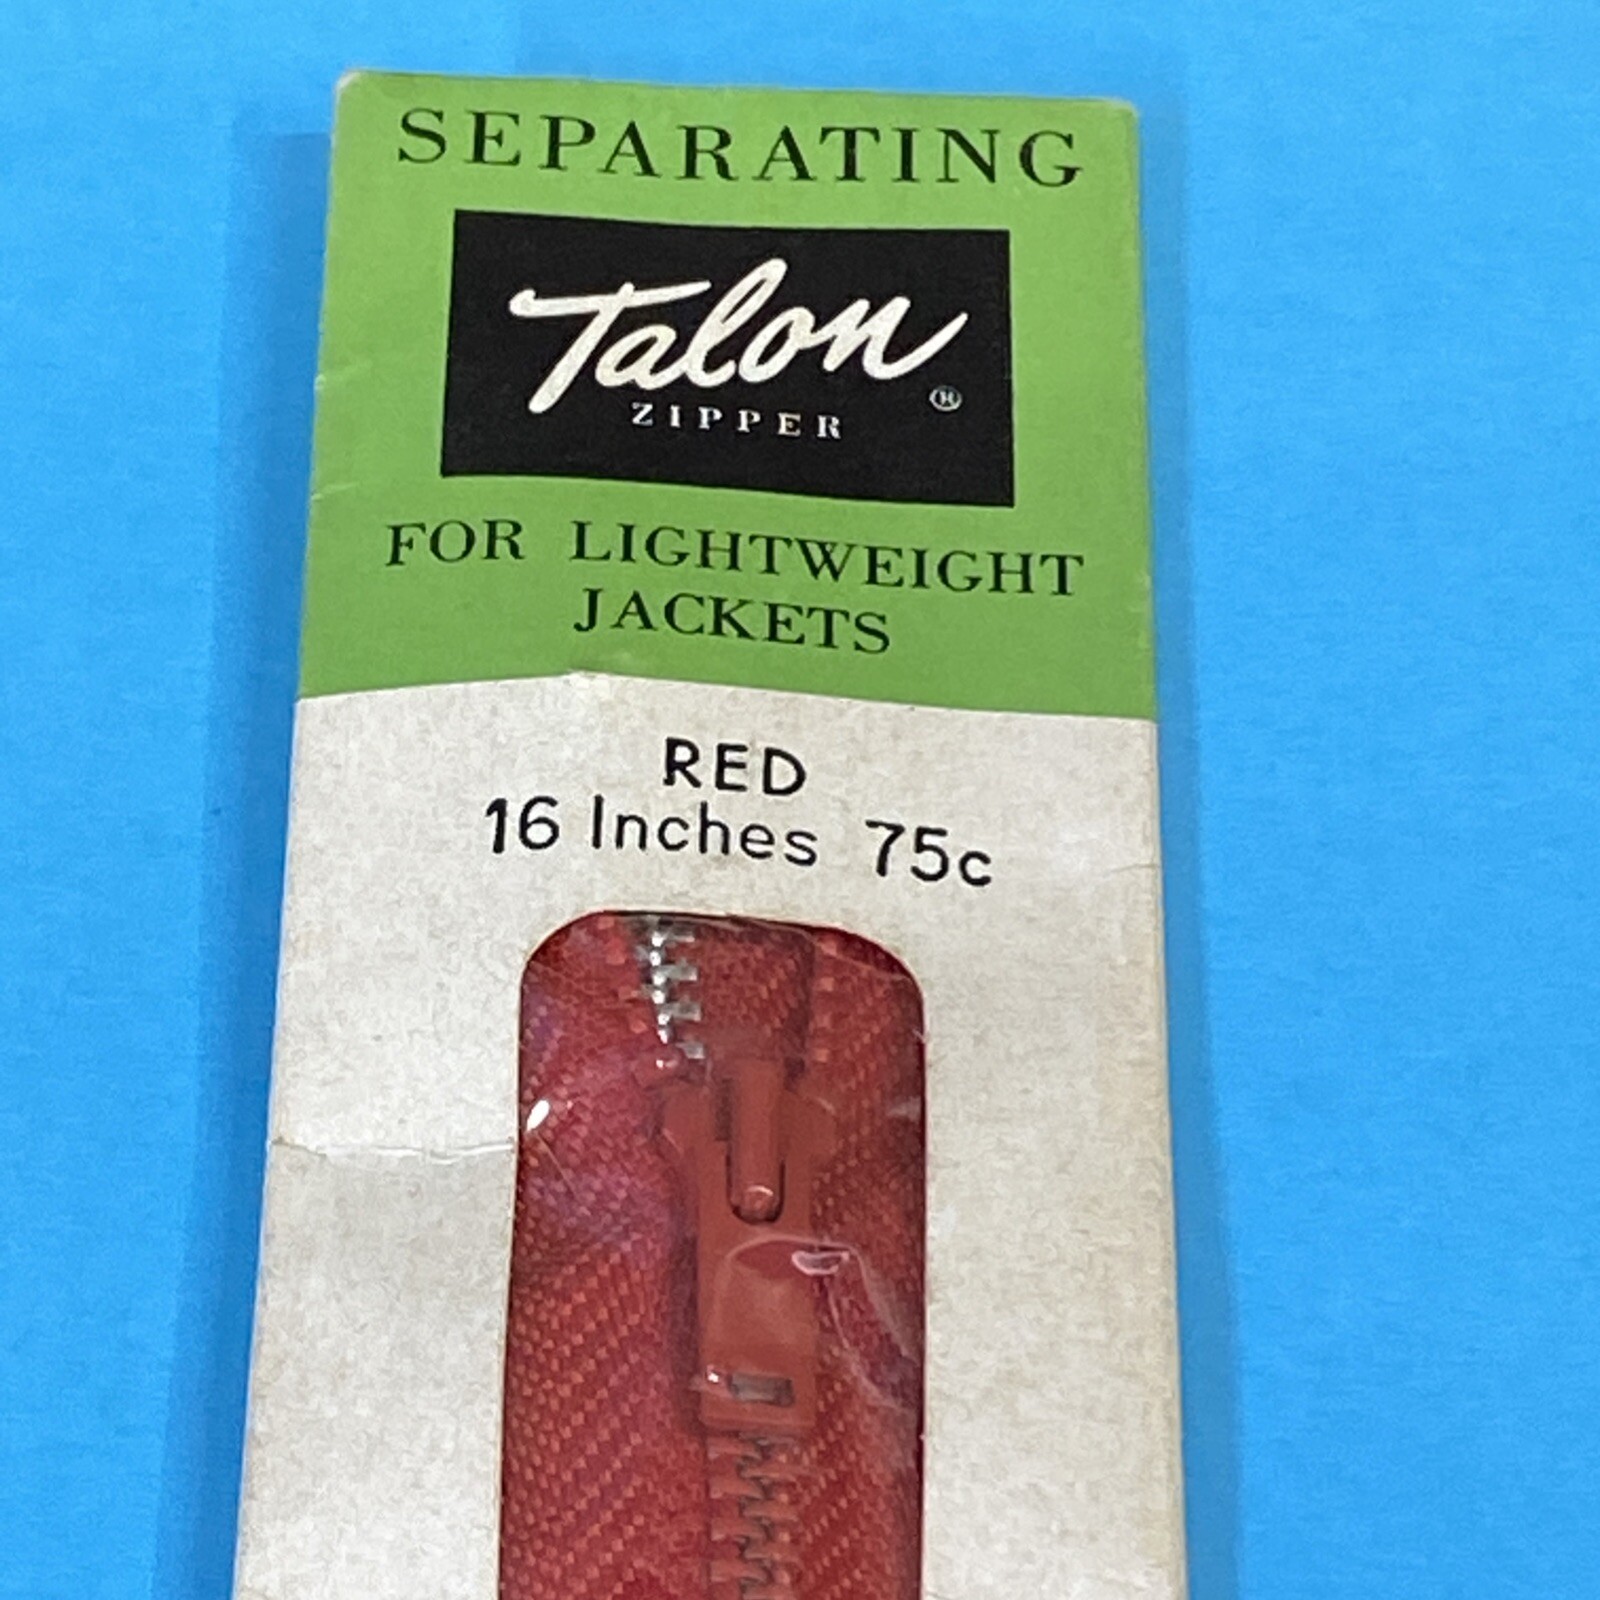 SEPARATING
Talon
ZIPPER ®
FOR LIGHTWEIGHT
JACKETS
RED
16 Inches 75c